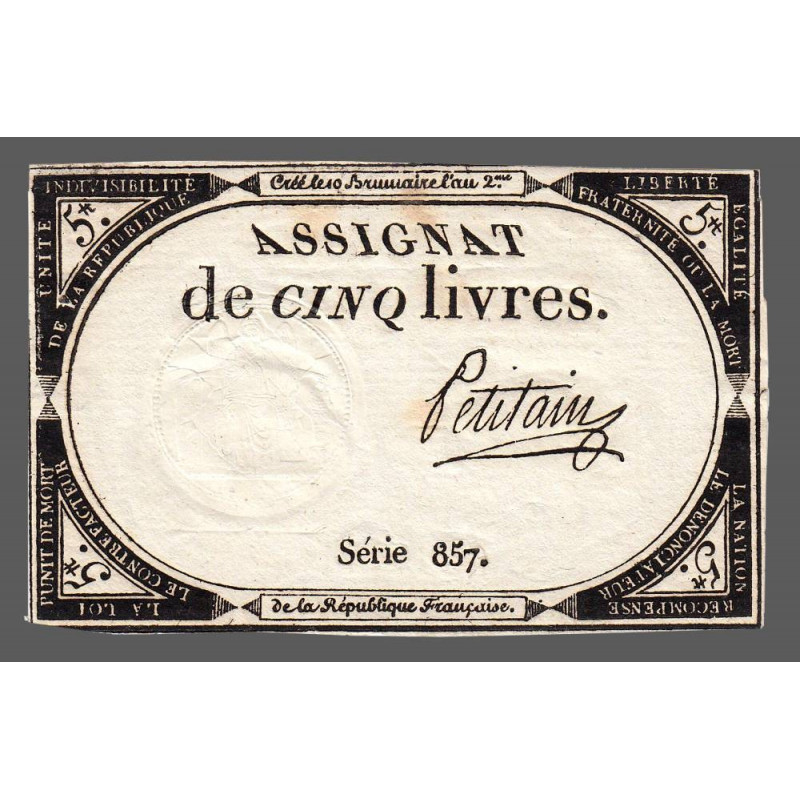 Créé le 10 Brumaire l'an 2.me
UNITÉ INDIVISIBILITÉ
DE LA RÉPUBLIQUE
5#.
LIBERTÉ ÉGALITÉ
FRATERNITÉ OU LA MORT
5#.
ASSIGNAT
de CINQ livres.
Petitain
Série 857.
LA LOI PUNIT DE MORT
LE CONTREFACTEUR
5#.
LA NATION RÉCOMPENSE
LE DÉNONCIATEUR
5#.
de la République Française.